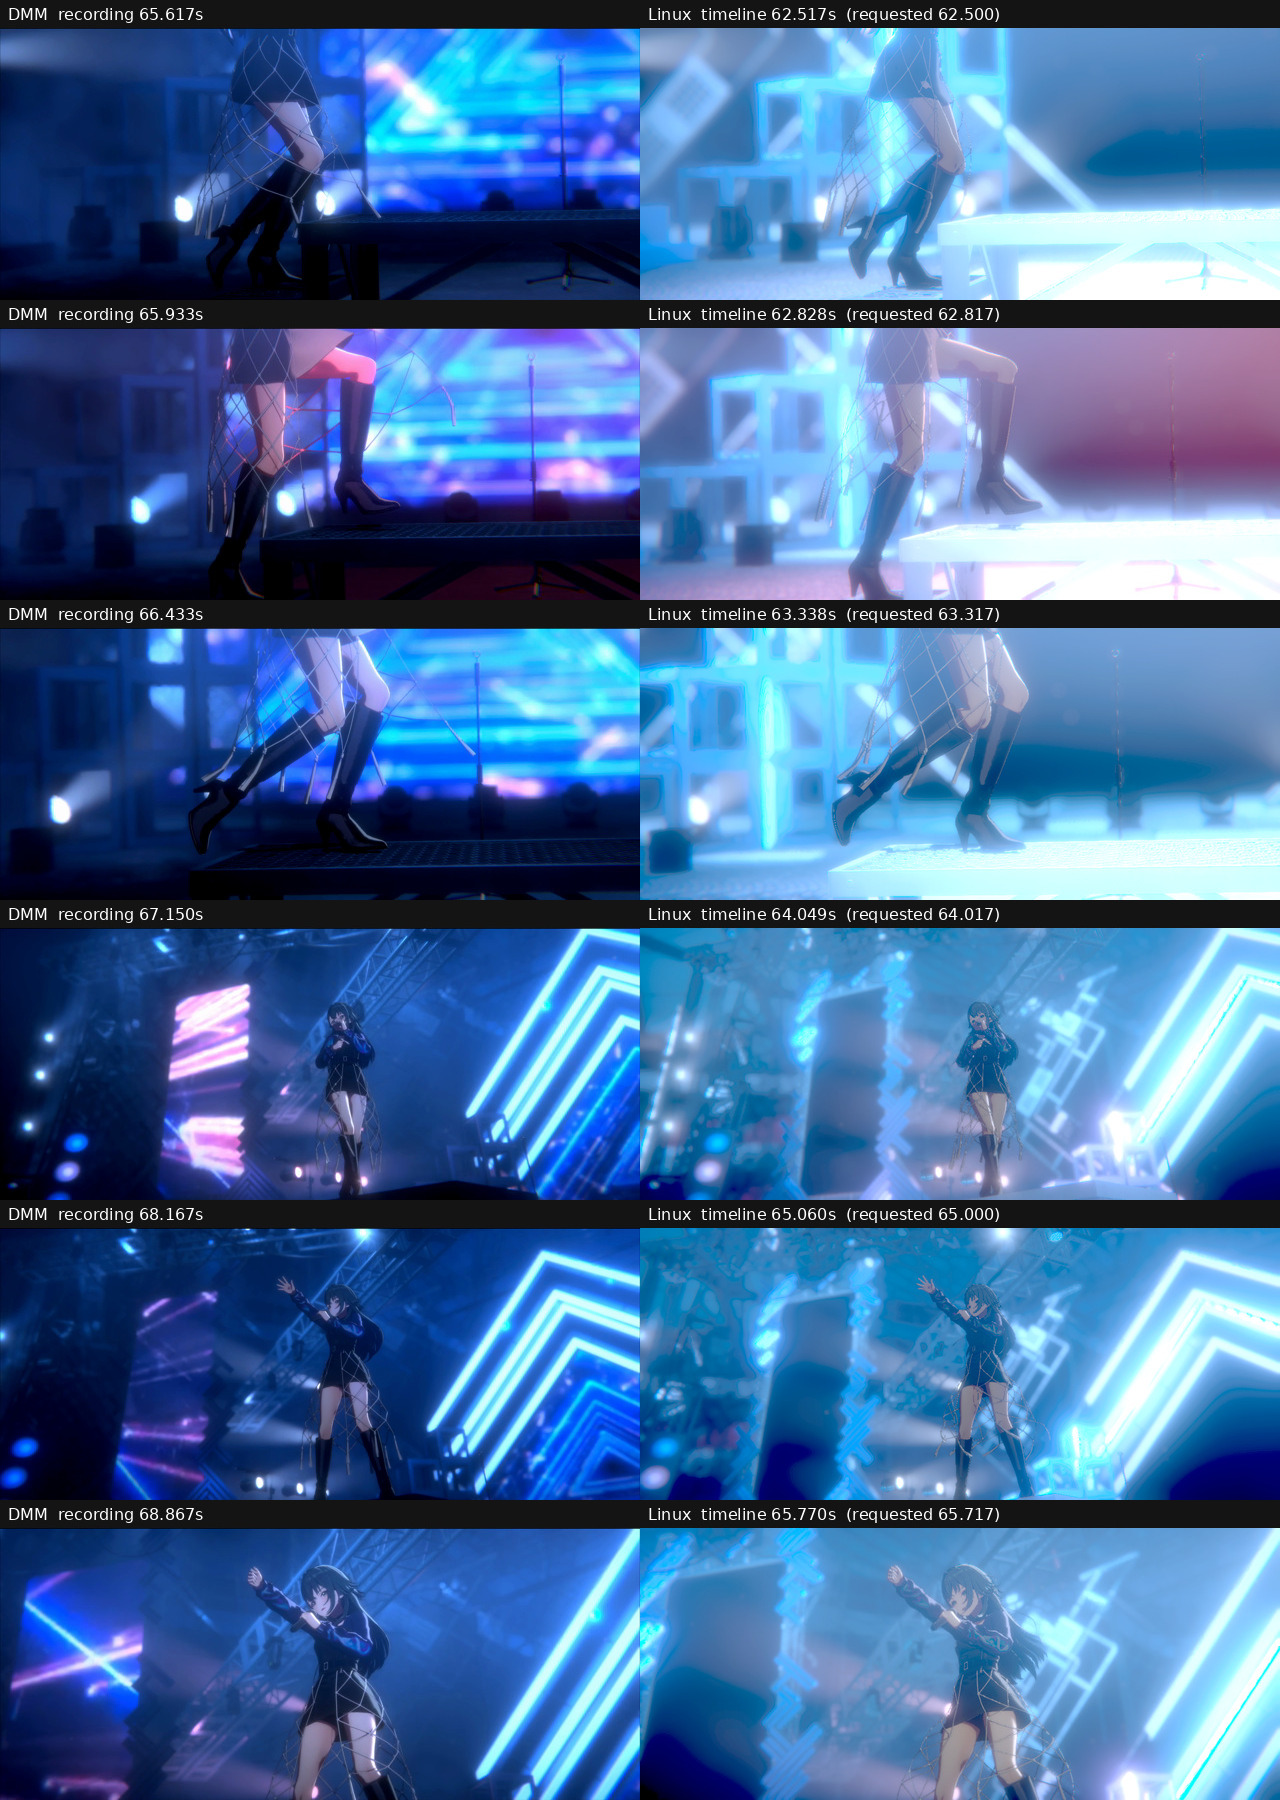 DMM recording 65.617s
Linux timeline 62.517s (requested 62.500)
DMM recording 65.933s
Linux timeline 62.828s (requested 62.817)
DMM recording 66.433s
Linux timeline 63.338s (requested 63.317)
DMM recording 67.150s
Linux timeline 64.049s (requested 64.017)
DMM recording 68.167s
Linux timeline 65.060s (requested 65.000)
DMM recording 68.867s
Linux timeline 65.770s (requested 65.717)